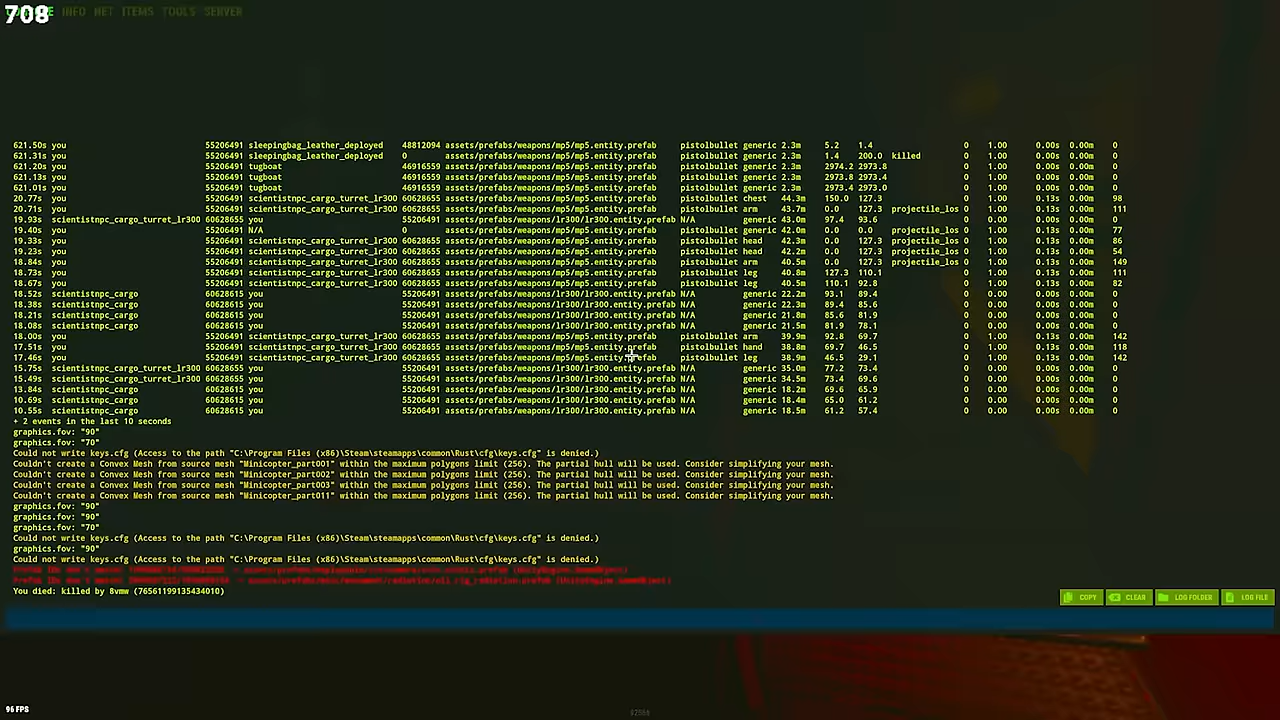 708
INFO NET ITEMS TOOLS SERVER
621.50s you 55206491 sleepingbag_leather_deployed 48812094 assets/prefabs/weapons/mp5/mp5.entity.prefab pistolbullet generic 2.3m 5.2 1.4 0 1.00 0.00s 0.00m 0
621.31s you 55206491 sleepingbag_leather_deployed 0 assets/prefabs/weapons/mp5/mp5.entity.prefab pistolbullet generic 2.3m 1.4 200.0 killed 0 1.00 0.00s 0.00m 0
621.20s you 55206491 tugboat 46916559 assets/prefabs/weapons/mp5/mp5.entity.prefab pistolbullet generic 2.3m 2974.2 2973.8 0 1.00 0.00s 0.00m 0
621.13s you 55206491 tugboat 46916559 assets/prefabs/weapons/mp5/mp5.entity.prefab pistolbullet generic 2.3m 2973.8 2973.4 0 1.00 0.00s 0.00m 0
621.01s you 55206491 tugboat 46916559 assets/prefabs/weapons/mp5/mp5.entity.prefab pistolbullet generic 2.3m 2973.4 2973.0 0 1.00 0.00s 0.00m 0
20.77s you 55206491 scientistnpc_cargo_turret_lr300 60628655 assets/prefabs/weapons/mp5/mp5.entity.prefab pistolbullet chest 44.3m 150.0 127.3 0 1.00 0.13s 0.00m 98
20.71s you 55206491 scientistnpc_cargo_turret_lr300 60628655 assets/prefabs/weapons/mp5/mp5.entity.prefab pistolbullet arm 43.7m 0.0 127.3 projectile_los 0 1.00 0.13s 0.00m 111
19.93s scientistnpc_cargo_turret_lr300 60628655 you 55206491 assets/prefabs/weapons/lr300/lr300.entity.prefab N/A generic 43.0m 97.4 93.6 0 1.00 0.00s 0.00m 0
19.40s you 55206491 N/A 0 assets/prefabs/weapons/mp5/mp5.entity.prefab pistolbullet generic 42.0m 0.0 0.0 projectile_los 0 1.00 0.13s 0.00m 77
19.33s you 55206491 scientistnpc_cargo_turret_lr300 60628655 assets/prefabs/weapons/mp5/mp5.entity.prefab pistolbullet head 42.3m 0.0 127.3 projectile_los 0 1.00 0.13s 0.00m 86
19.23s you 55206491 scientistnpc_cargo_turret_lr300 60628655 assets/prefabs/weapons/mp5/mp5.entity.prefab pistolbullet head 42.2m 0.0 127.3 projectile_los 0 1.00 0.13s 0.00m 54
18.84s you 55206491 scientistnpc_cargo_turret_lr300 60628655 assets/prefabs/weapons/mp5/mp5.entity.prefab pistolbullet arm 40.5m 0.0 127.3 projectile_los 0 1.00 0.13s 0.00m 149
18.73s you 55206491 scientistnpc_cargo_turret_lr300 60628655 assets/prefabs/weapons/mp5/mp5.entity.prefab pistolbullet leg 40.8m 127.3 110.1 0 1.00 0.13s 0.00m 111
18.67s you 55206491 scientistnpc_cargo_turret_lr300 60628655 assets/prefabs/weapons/mp5/mp5.entity.prefab pistolbullet leg 40.5m 110.1 92.8 0 1.00 0.13s 0.00m 82
18.52s scientistnpc_cargo 60628615 you 55206491 assets/prefabs/weapons/lr300/lr300.entity.prefab N/A generic 22.2m 93.1 89.4 0 1.00 0.00s 0.00m 0
18.38s scientistnpc_cargo 60628615 you 55206491 assets/prefabs/weapons/lr300/lr300.entity.prefab N/A generic 22.3m 89.4 85.6 0 1.00 0.00s 0.00m 0
18.21s scientistnpc_cargo 60628615 you 55206491 assets/prefabs/weapons/lr300/lr300.entity.prefab N/A generic 21.8m 85.6 81.9 0 1.00 0.00s 0.00m 0
18.08s scientistnpc_cargo 60628615 you 55206491 assets/prefabs/weapons/lr300/lr300.entity.prefab N/A generic 21.5m 81.9 78.1 0 1.00 0.00s 0.00m 0
18.00s you 55206491 scientistnpc_cargo_turret_lr300 60628655 assets/prefabs/weapons/mp5/mp5.entity.prefab pistolbullet arm 39.9m 92.8 69.7 0 1.00 0.13s 0.00m 142
17.51s you 55206491 scientistnpc_cargo_turret_lr300 60628655 assets/prefabs/weapons/mp5/mp5.entity.prefab pistolbullet hand 38.8m 69.7 46.5 0 1.00 0.13s 0.00m 118
17.46s you 55206491 scientistnpc_cargo_turret_lr300 60628655 assets/prefabs/weapons/mp5/mp5.entity.prefab pistolbullet leg 38.9m 46.5 29.1 0 1.00 0.13s 0.00m 142
15.75s scientistnpc_cargo_turret_lr300 60628655 you 55206491 assets/prefabs/weapons/lr300/lr300.entity.prefab N/A generic 35.0m 77.2 73.4 0 1.00 0.00s 0.00m 0
15.49s scientistnpc_cargo_turret_lr300 60628655 you 55206491 assets/prefabs/weapons/lr300/lr300.entity.prefab N/A generic 34.5m 73.4 69.6 0 1.00 0.00s 0.00m 0
13.84s scientistnpc_cargo 60628615 you 55206491 assets/prefabs/weapons/lr300/lr300.entity.prefab N/A generic 18.2m 69.6 65.9 0 1.00 0.00s 0.00m 0
10.69s scientistnpc_cargo 60628615 you 55206491 assets/prefabs/weapons/lr300/lr300.entity.prefab N/A generic 18.4m 65.0 61.2 0 1.00 0.00s 0.00m 0
10.55s scientistnpc_cargo 60628615 you 55206491 assets/prefabs/weapons/lr300/lr300.entity.prefab N/A generic 18.5m 61.2 57.4 0 1.00 0.00s 0.00m 0
+ 2 events in the last 10 seconds
graphics.fov: "90"
graphics.fov: "70"
Could not write keys.cfg (Access to the path "C:\Program Files (x86)\Steam\steamapps\common\Rust\cfg\keys.cfg" is denied.)
Couldn't create a Convex Mesh from source mesh "Minicopter_part001" within the maximum polygons limit (256). The partial hull will be used. Consider simplifying your mesh.
Couldn't create a Convex Mesh from source mesh "Minicopter_part002" within the maximum polygons limit (256). The partial hull will be used. Consider simplifying your mesh.
Couldn't create a Convex Mesh from source mesh "Minicopter_part003" within the maximum polygons limit (256). The partial hull will be used. Consider simplifying your mesh.
Couldn't create a Convex Mesh from source mesh "Minicopter_part011" within the maximum polygons limit (256). The partial hull will be used. Consider simplifying your mesh.
graphics.fov: "90"
graphics.fov: "90"
graphics.fov: "70"
Could not write keys.cfg (Access to the path "C:\Program Files (x86)\Steam\steamapps\common\Rust\cfg\keys.cfg" is denied.)
graphics.fov: "90"
Could not write keys.cfg (Access to the path "C:\Program Files (x86)\Steam\steamapps\common\Rust\cfg\keys.cfg" is denied.)
Prefab IDs don't match
Prefab IDs don't match
You died: killed by 8vmw (76561199135434010)
COPY CLEAR LOG FOLDER LOG FILE
96 FPS